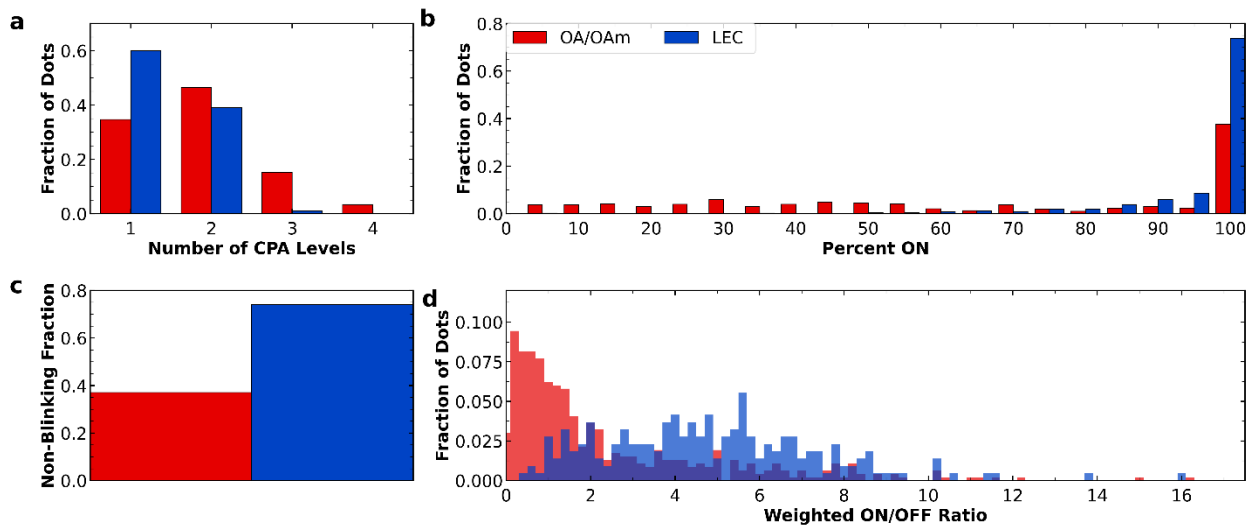 a
Fraction of Dots
0.6
0.4
0.2
0.0
1 2 3 4
Number of CPA Levels
b
Fraction of Dots
0.8
0.6
0.4
0.2
0.0
OA/OAm LEC
0 10 20 30 40 50 60 70 80 90 100
Percent ON
c
Non-Blinking Fraction
0.8
0.6
0.4
0.2
0.0
d
Fraction of Dots
0.100
0.075
0.050
0.025
0.000
0 2 4 6 8 10 12 14 16
Weighted ON/OFF Ratio